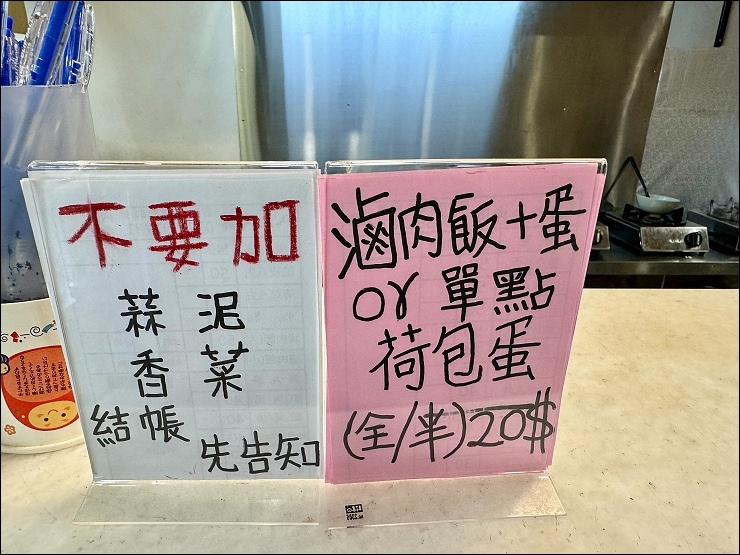 不要加
蒜泥
香菜
結帳
先告知
滷肉飯+蛋
or 單點
荷包蛋
(全/半)20$